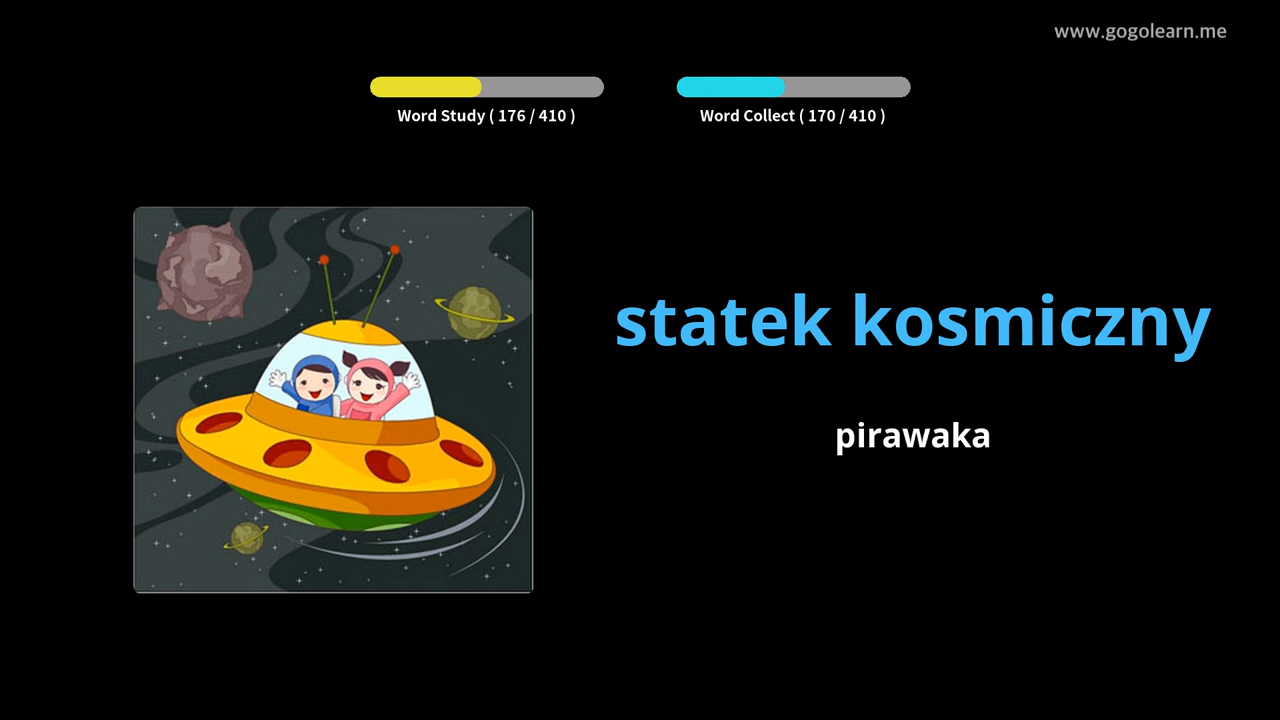 www.gogolearn.me
Word Study ( 176 / 410 )
Word Collect ( 170 / 410 )
statek kosmiczny
pirawaka